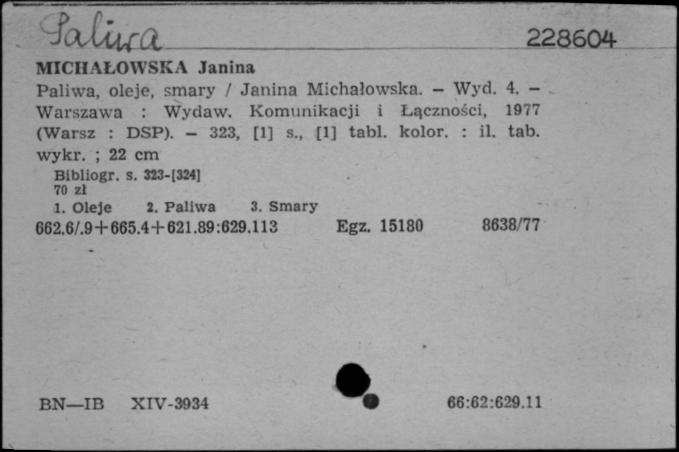 Paliwa
228604
MICHAŁOWSKA Janina
Paliwa, oleje, smary / Janina Michałowska. — Wyd. 4. —
Warszawa : Wydaw. Komunikacji i Łączności, 1977
(Warsz : DSP). — 323, [1] s., [1] tabl. kolor. : il. tab.
wykr. ; 22 cm
Bibliogr. s. 323-[324]
70 zł
1. Oleje 2. Paliwa 3. Smary
662.6/.9+665.4+621.89:629.113 Egz. 15180 8638/77
BN—IB XIV-3934 66:62:629.11